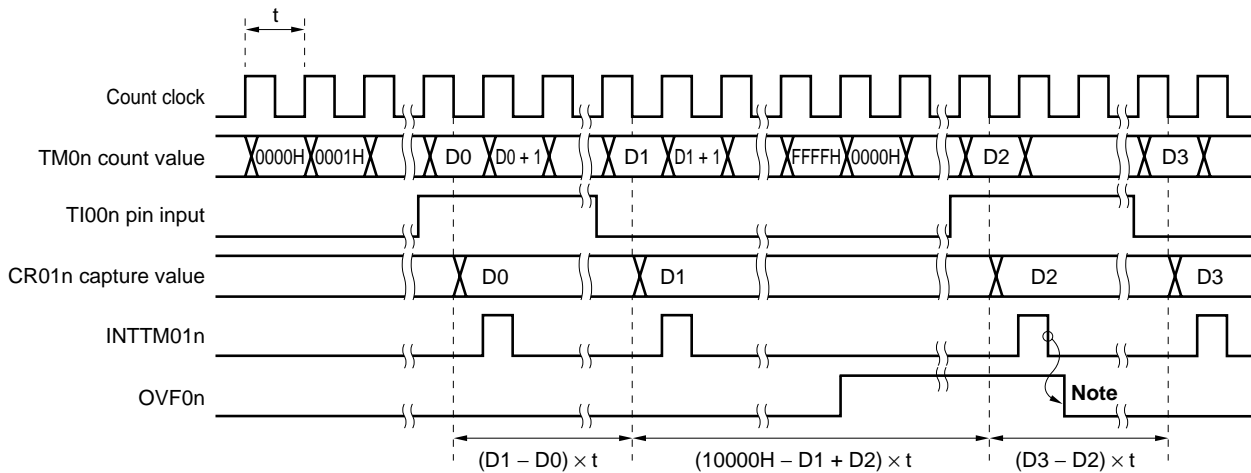 t
Count clock
TM0n count value 0000H 0001H D0 D0 + 1 D1 D1 + 1 FFFFH 0000H D2 D3
TI00n pin input
CR01n capture value D0 D1 D2 D3
INTTM01n
OVF0n Note
(D1 – D0) × t (10000H – D1 + D2) × t (D3 – D2) × t